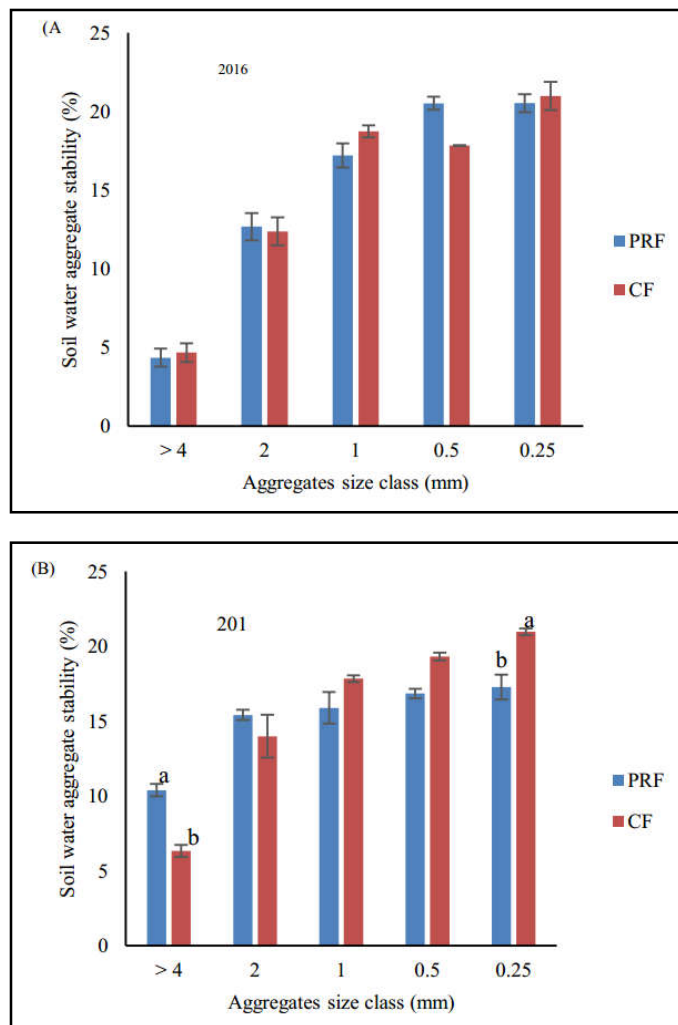 (A
2016
25
20
15
10
5
0
Soil water aggregate stability (%)
> 4 2 1 0.5 0.25
Aggregates size class (mm)
PRF
CF
(B)
201
25
20
15
10
5
0
Soil water aggregate stability (%)
a
b
b
a
> 4 2 1 0.5 0.25
Aggregates size class (mm)
PRF
CF